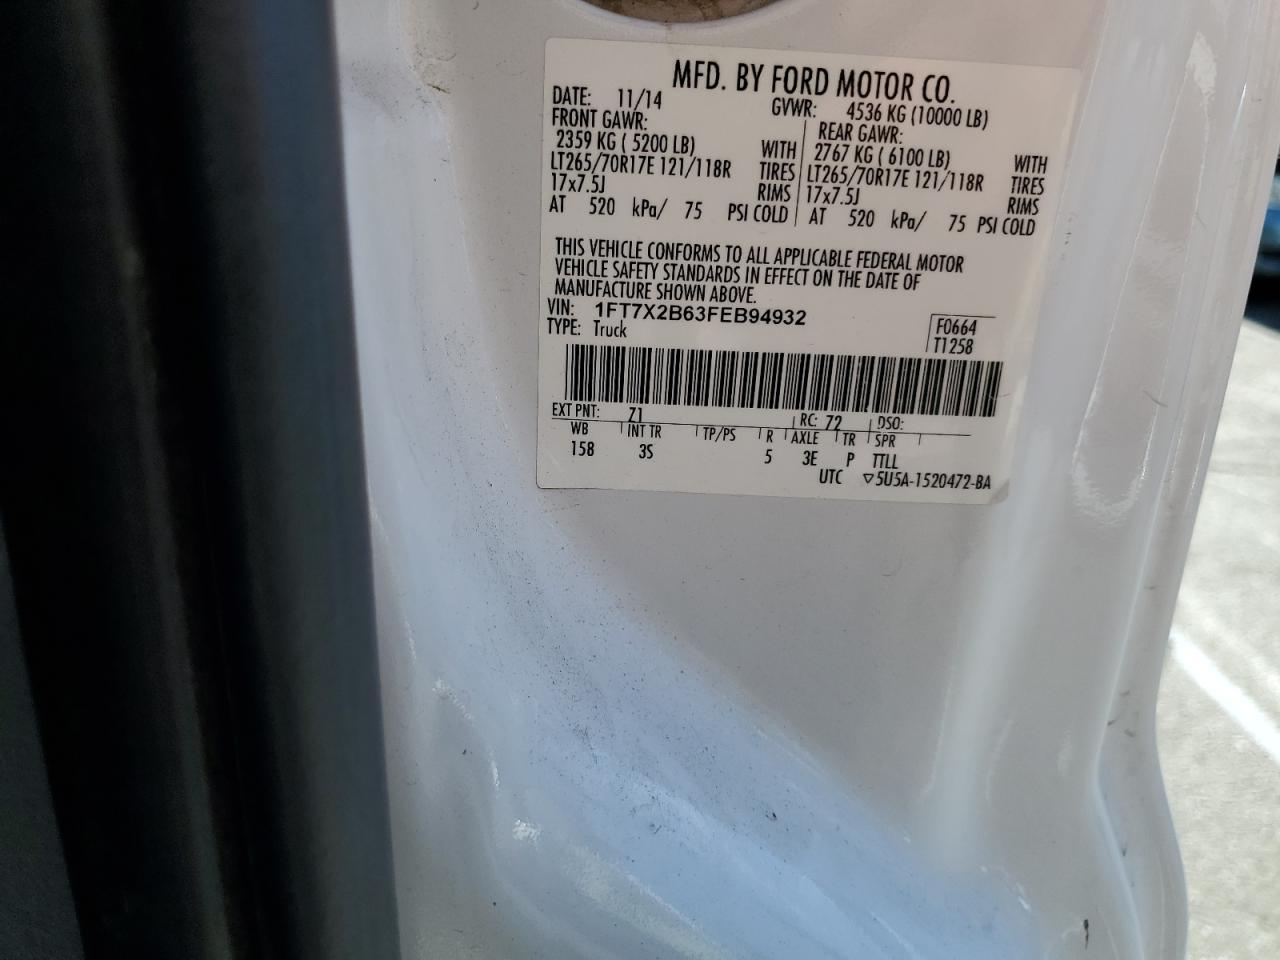 MFD. BY FORD MOTOR CO.
DATE: 11/14 GVWR: 4536 KG (10000 LB)
FRONT GAWR: REAR GAWR:
2359 KG ( 5200 LB) WITH 2767 KG ( 6100 LB) WITH
LT265/70R17E 121/118R TIRES LT265/70R17E 121/118R TIRES
17x7.5J RIMS 17x7.5J RIMS
AT 520 kPa/ 75 PSI COLD AT 520 kPa/ 75 PSI COLD
THIS VEHICLE CONFORMS TO ALL APPLICABLE FEDERAL MOTOR
VEHICLE SAFETY STANDARDS IN EFFECT ON THE DATE OF
MANUFACTURE SHOWN ABOVE.
VIN: 1FT7X2B63FEB94932 F0664
TYPE: Truck T1258
EXT PNT: Z1 RC: 72 DSO:
WB INT TR TP/PS R AXLE TR SPR
158 3S 5 3E P TTLL
UTC ▽5U5A-1520472-BA